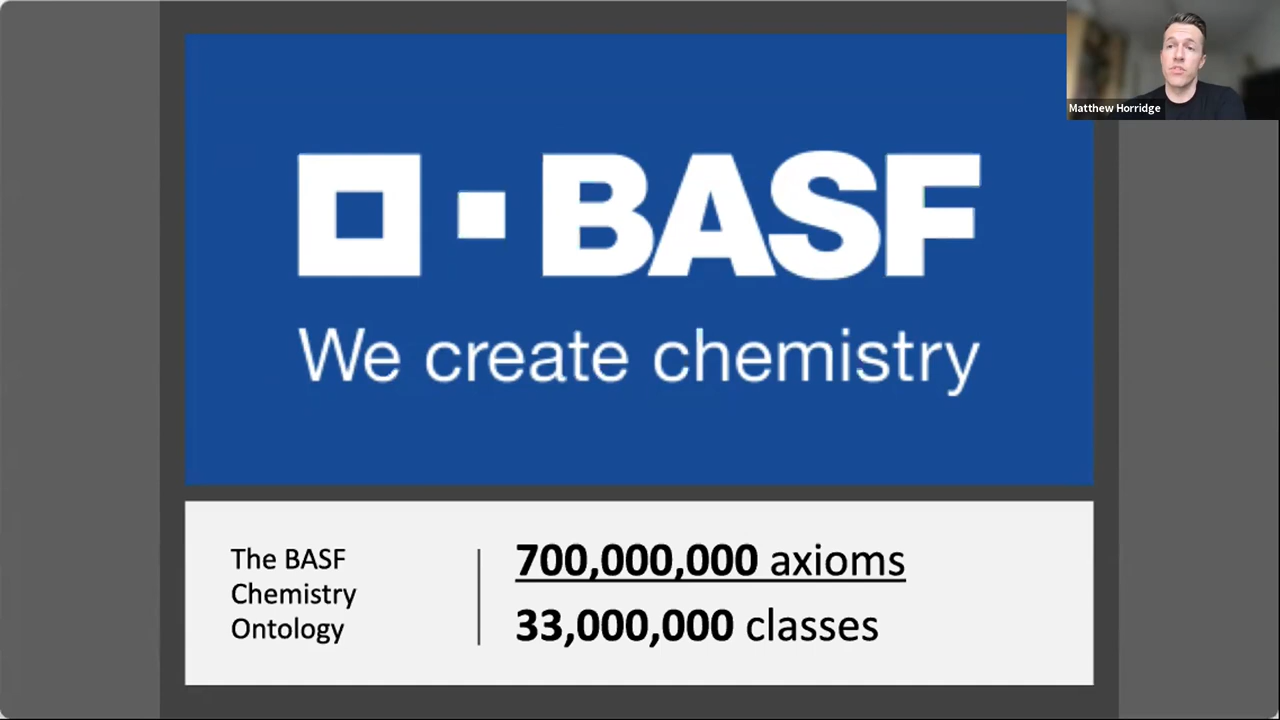 Matthew Horridge
BASF
We create chemistry
The BASF
Chemistry
Ontology
700,000,000 axioms
33,000,000 classes